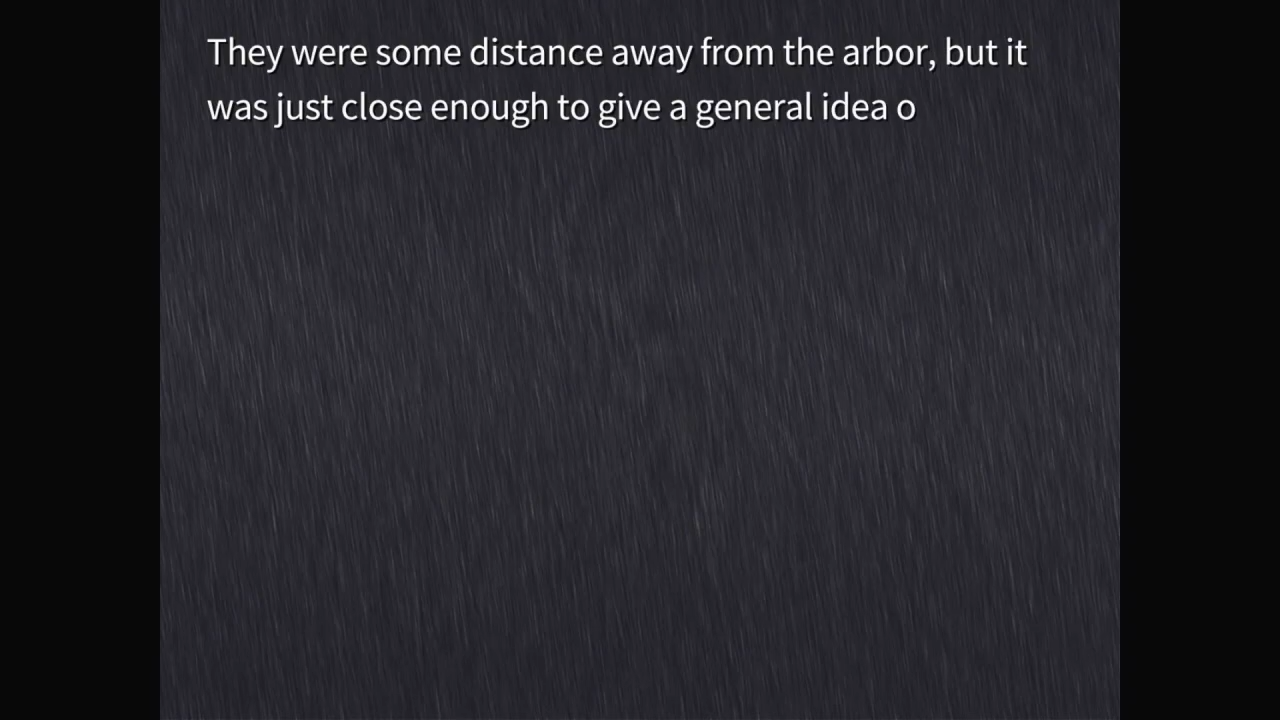 They were some distance away from the arbor, but it
was just close enough to give a general idea o